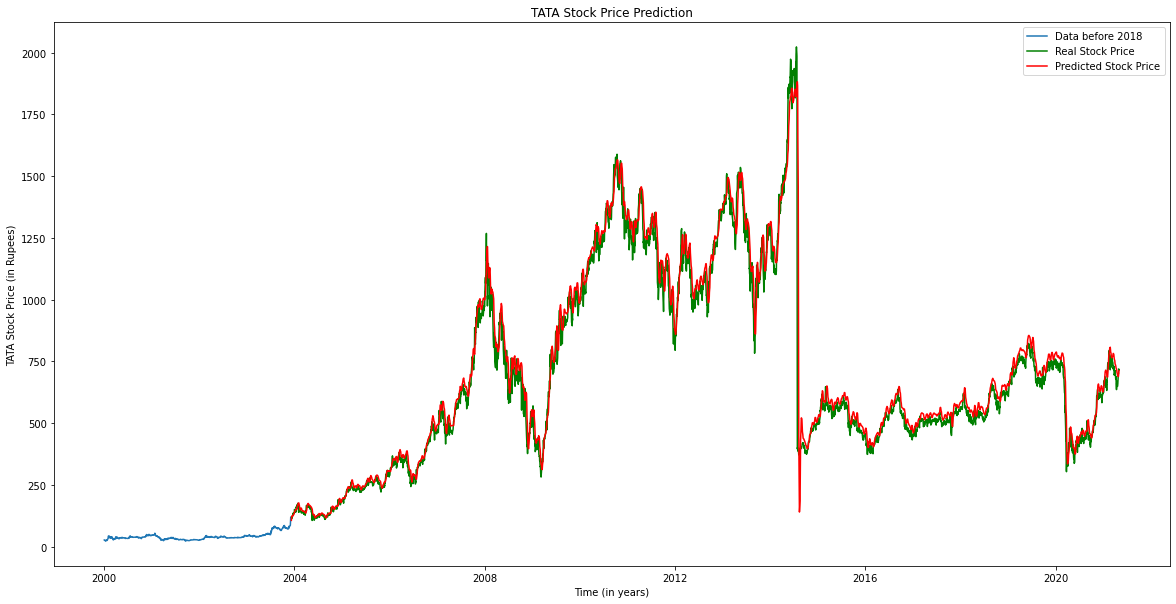 TATA Stock Price Prediction
Data before 2018
Real Stock Price
Predicted Stock Price
TATA Stock Price (in Rupees)
2000
1750
1500
1250
1000
750
500
250
0
2000 2004 2008 2012 2016 2020
Time (in years)